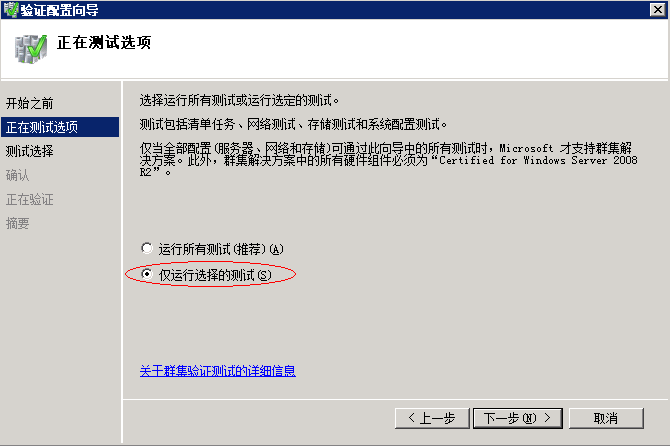 验证配置向导
正在测试选项
开始之前
正在测试选项
测试选择
确认
正在验证
摘要
选择运行所有测试或运行选定的测试。
测试包括清单任务、网络测试、存储测试和系统配置测试。
仅当全部配置(服务器、网络和存储)可通过此向导中的所有测试时，Microsoft 才支持群集解
决方案。此外，群集解决方案中的所有硬件组件必须为“Certified for Windows Server 2008
R2”。
运行所有测试(推荐)(A)
仅运行选择的测试(S)
关于群集验证测试的详细信息
< 上一步
下一步(N) >
取消